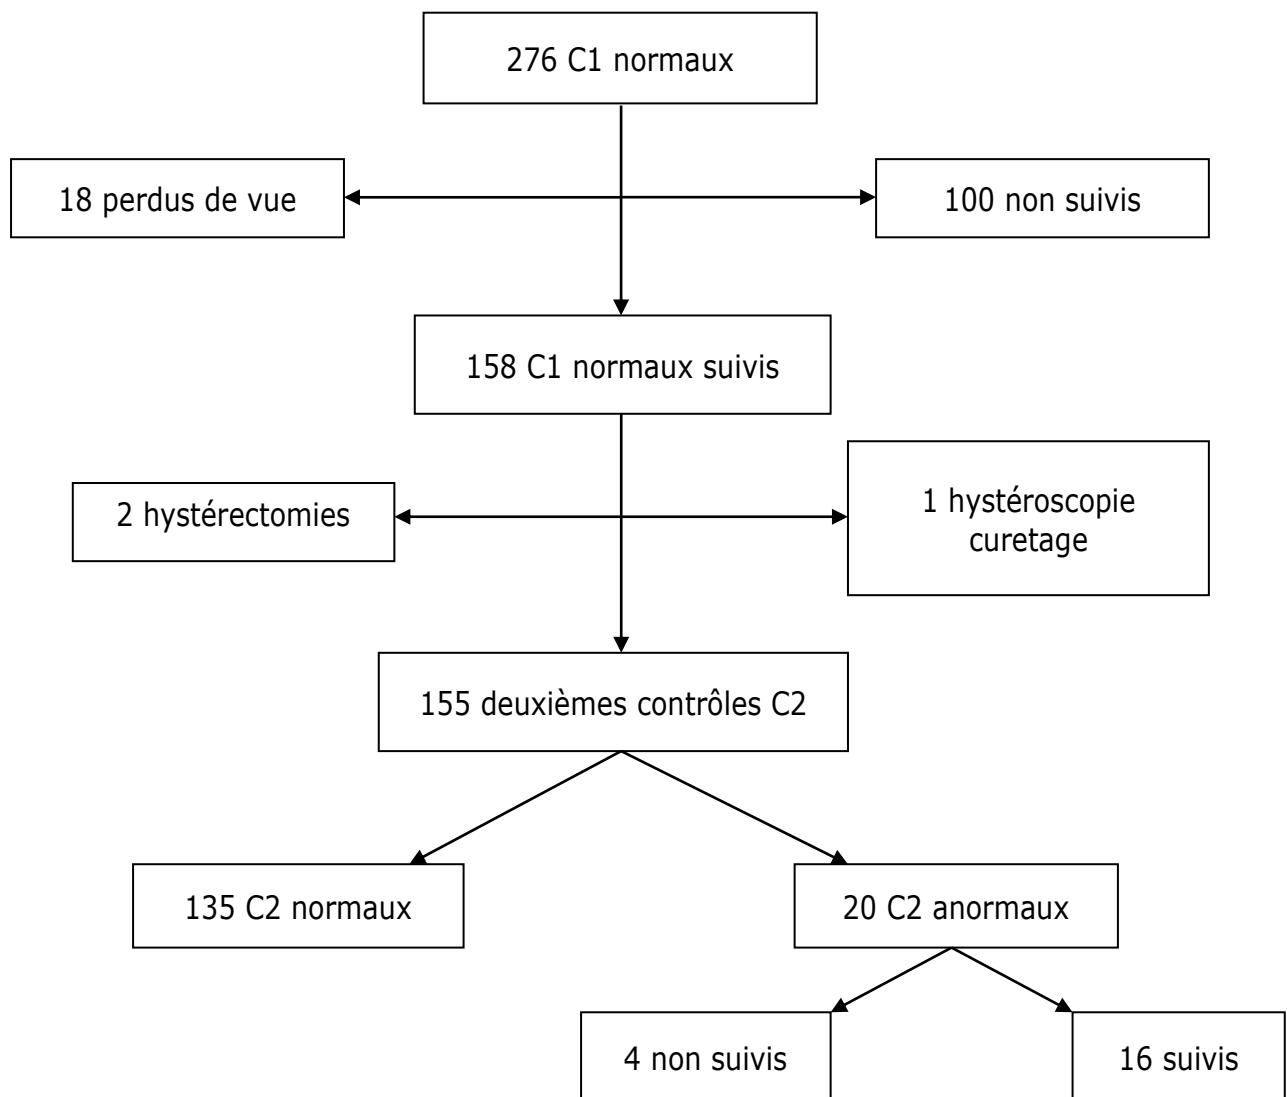 276 C1 normaux
18 perdus de vue
100 non suivis
158 C1 normaux suivis
2 hystérectomies
1 hystéroscopie
curetage
155 deuxièmes contrôles C2
135 C2 normaux
20 C2 anormaux
4 non suivis
16 suivis